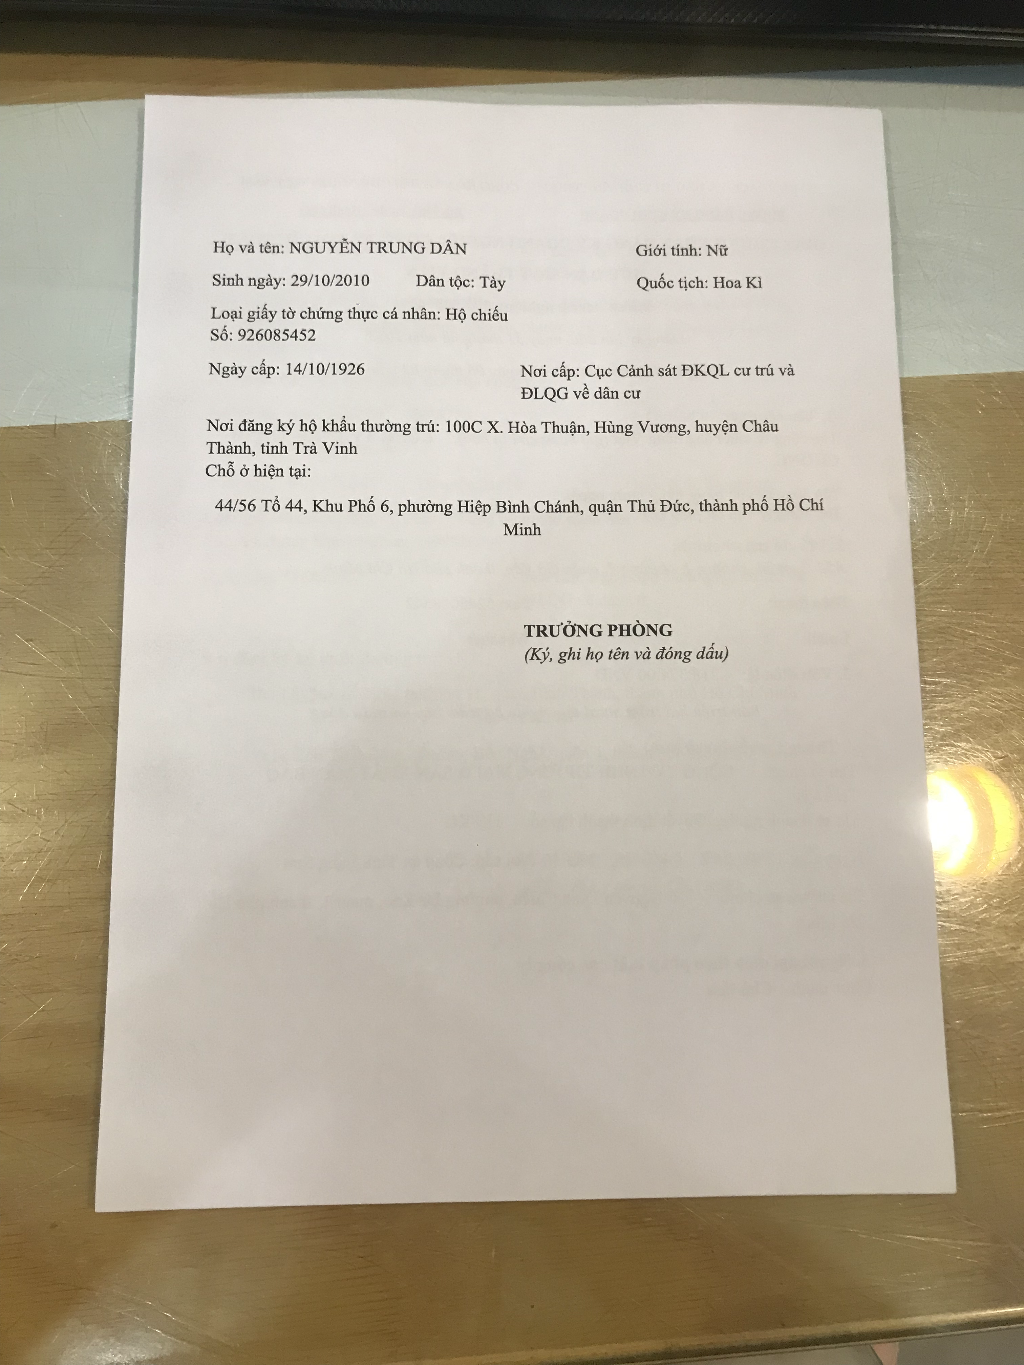 Họ và tên: NGUYỄN TRUNG DÂN Giới tính: Nữ
Sinh ngày: 29/10/2010 Dân tộc: Tày Quốc tịch: Hoa Kì
Loại giấy tờ chứng thực cá nhân: Hộ chiếu
Số: 926085452
Ngày cấp: 14/10/1926 Nơi cấp: Cục Cảnh sát ĐKQL cư trú và
ĐLQG về dân cư
Nơi đăng ký hộ khẩu thường trú: 100C X. Hòa Thuận, Hùng Vương, huyện Châu
Thành, tỉnh Trà Vinh
Chỗ ở hiện tại:
44/56 Tổ 44, Khu Phố 6, phường Hiệp Bình Chánh, quận Thủ Đức, thành phố Hồ Chí
Minh
TRƯỞNG PHÒNG
(Ký, ghi họ tên và đóng dấu)